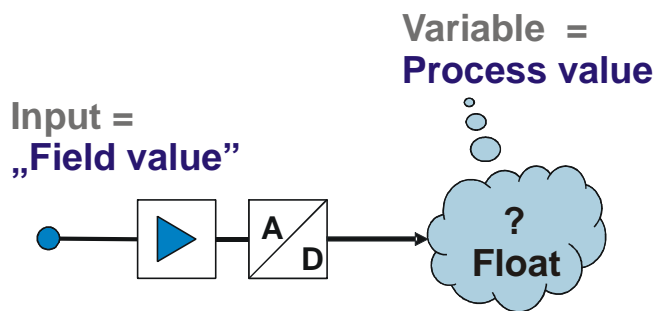 Variable =
Process value
Input =
„Field value”
A
D
?
Float